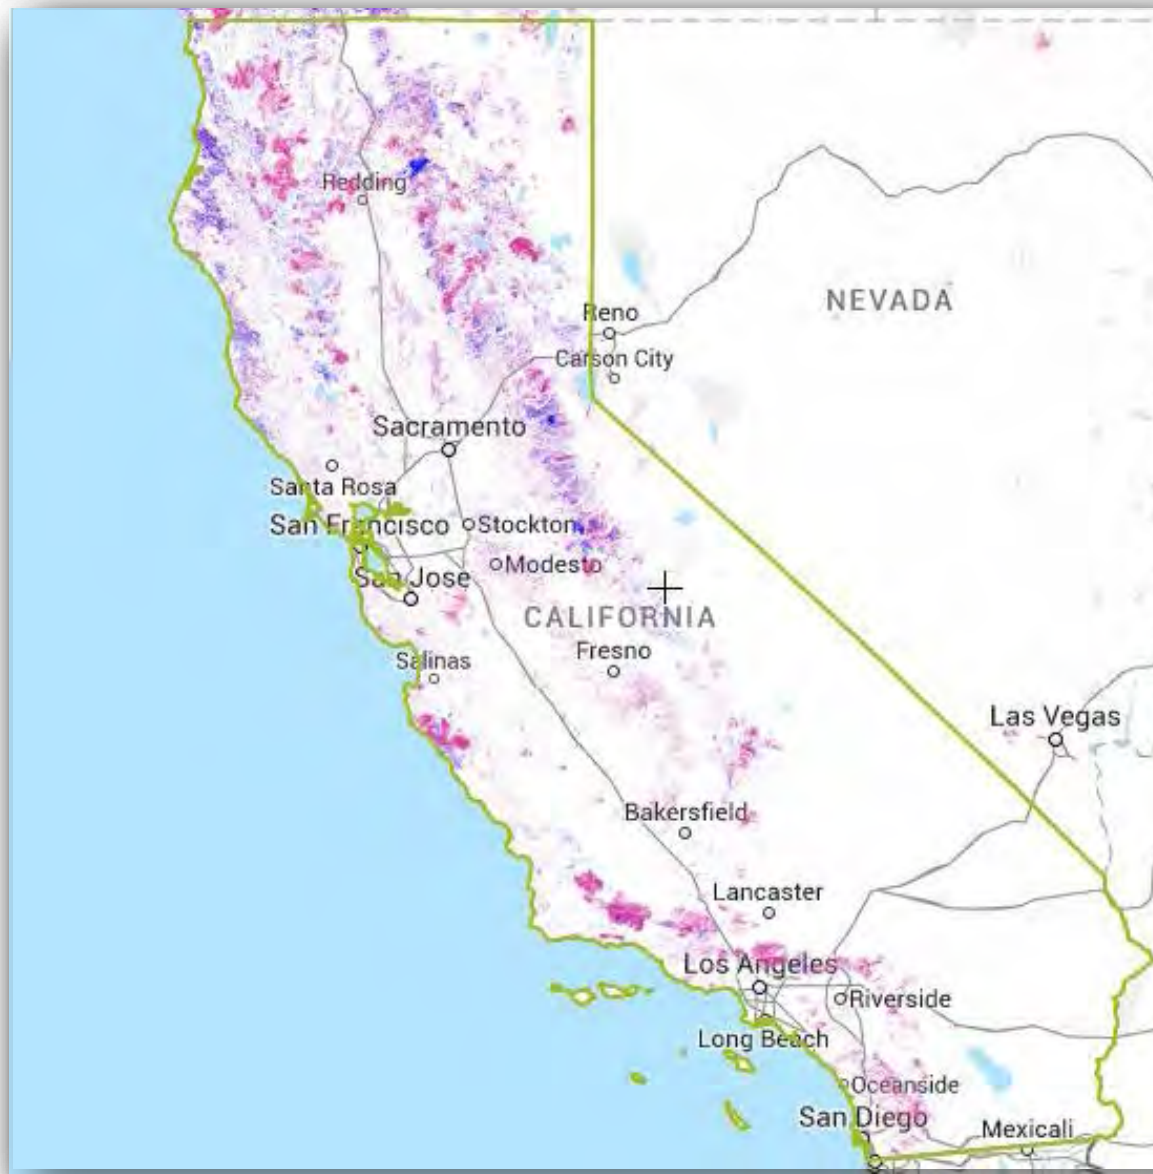 Redding
NEVADA
Reno
Carson City
Sacramento
Santa Rosa
San Francisco
Stockton
Modesto
San Jose
CALIFORNIA
Fresno
Salinas
Las Vegas
Bakersfield
Lancaster
Los Angeles
Riverside
Long Beach
Oceanside
San Diego
Mexicali